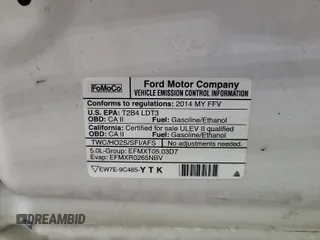 FoMoCo
Ford Motor Company
VEHICLE EMISSION CONTROL INFORMATION
Conforms to regulations: 2014 MY FFV
U.S. EPA: T2B4 LDT3
OBD: CA II Fuel: Gasoline/Ethanol
California: Certified for sale ULEV II qualified
OBD: CA II Fuel: Gasoline/Ethanol
TWC/HO2S/SFI/AFS No adjustments needed.
5.0L-Group: EFMXT05.03D7
Evap: EFMXR0265NBV
EW7E-9C485-YTK
DREAMBID